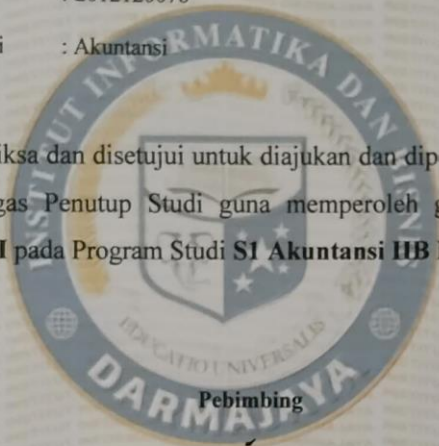 : Akuntansi
INSTITUT INFORMATIKA DAN BISNIS
iksa dan disetujui untuk diajukan dan dip
gas Penutup Studi guna memperoleh g
I pada Program Studi S1 Akuntansi IIB
EDUCATIO UNIVERSALIS
DARMAJAYA
Pebimbing